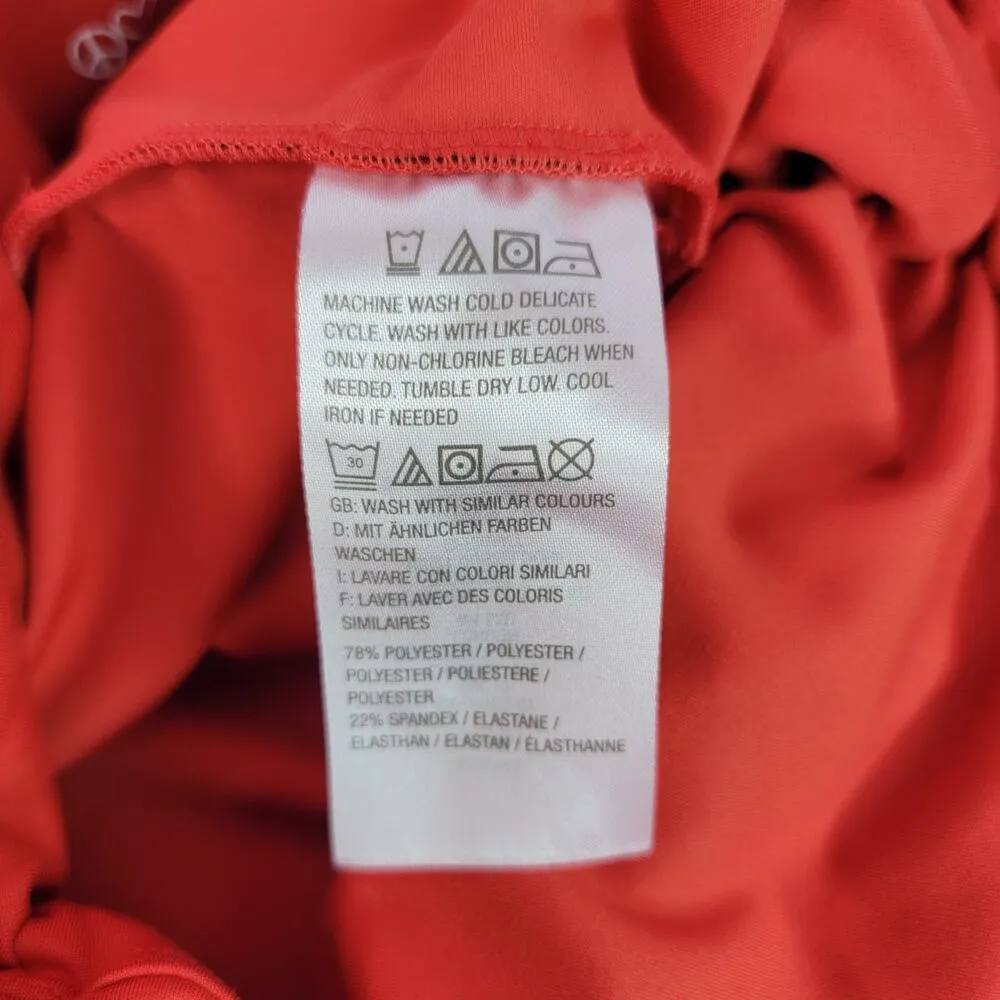 MACHINE WASH COLD DELICATE
CYCLE. WASH WITH LIKE COLORS.
ONLY NON-CHLORINE BLEACH WHEN
NEEDED. TUMBLE DRY LOW. COOL
IRON IF NEEDED
30
GB: WASH WITH SIMILAR COLOURS
D: MIT ÄHNLICHEN FARBEN
WASCHEN
I: LAVARE CON COLORI SIMILARI
F: LAVER AVEC DES COLORIS
SIMILAIRES
78% POLYESTER / POLYESTER /
POLYESTER / POLIESTERE /
POLYESTER
22% SPANDEX / ELASTANE /
ELASTHAN / ELASTAN / ÉLASTHANNE